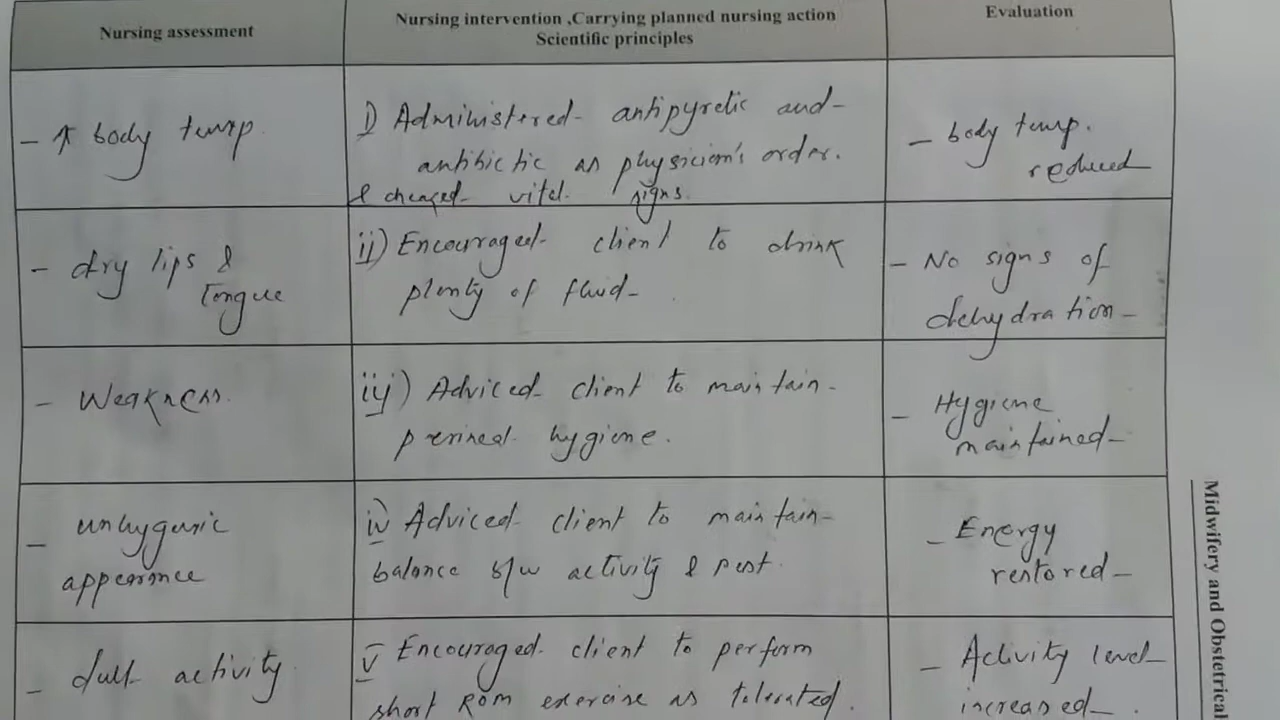 Nursing assessment
Nursing intervention ,Carrying planned nursing action
Scientific principles
Evaluation
- ↑ body temp
i) Administered antipyretic and
antibictic as physician's order.
& cheaged vital signs.
- body temp.
reduced
- dry lips &
tongue
ii) Encouraged client to drink
plenty of fluid
- No signs of
dehydration
- Weakness.
iii) Adviced client to maintain
perineal hygiene.
- Hygiene
maintained
- unhygenic
appearance
iv) Adviced client to maintain
balance b/w activity & rest.
- Energy
restored
- dull activity
v Encouraged client to perform
short ROM exercise as tolerated.
- Activity level
increased.
Midwifery and Obstetrical